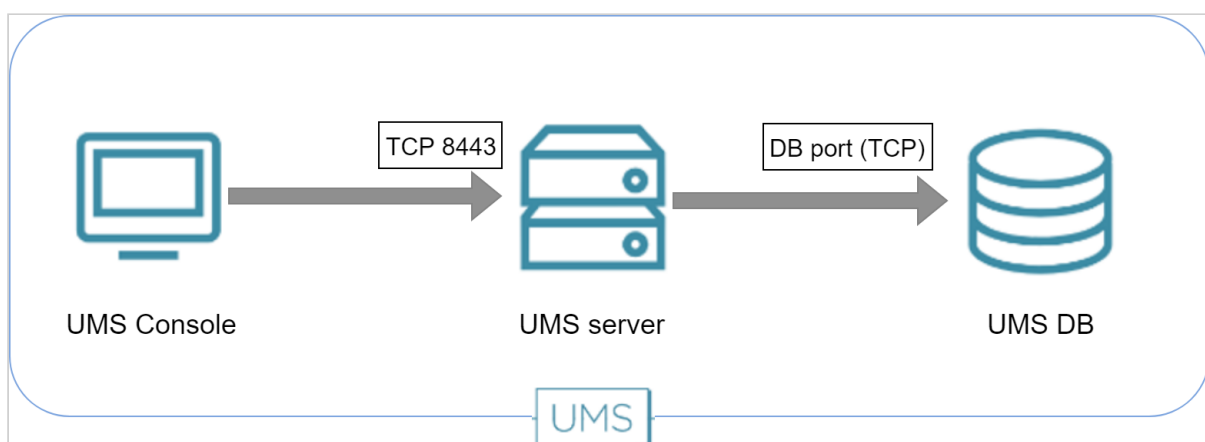 TCP 8443
DB port (TCP)
UMS Console
UMS server
UMS DB
UMS